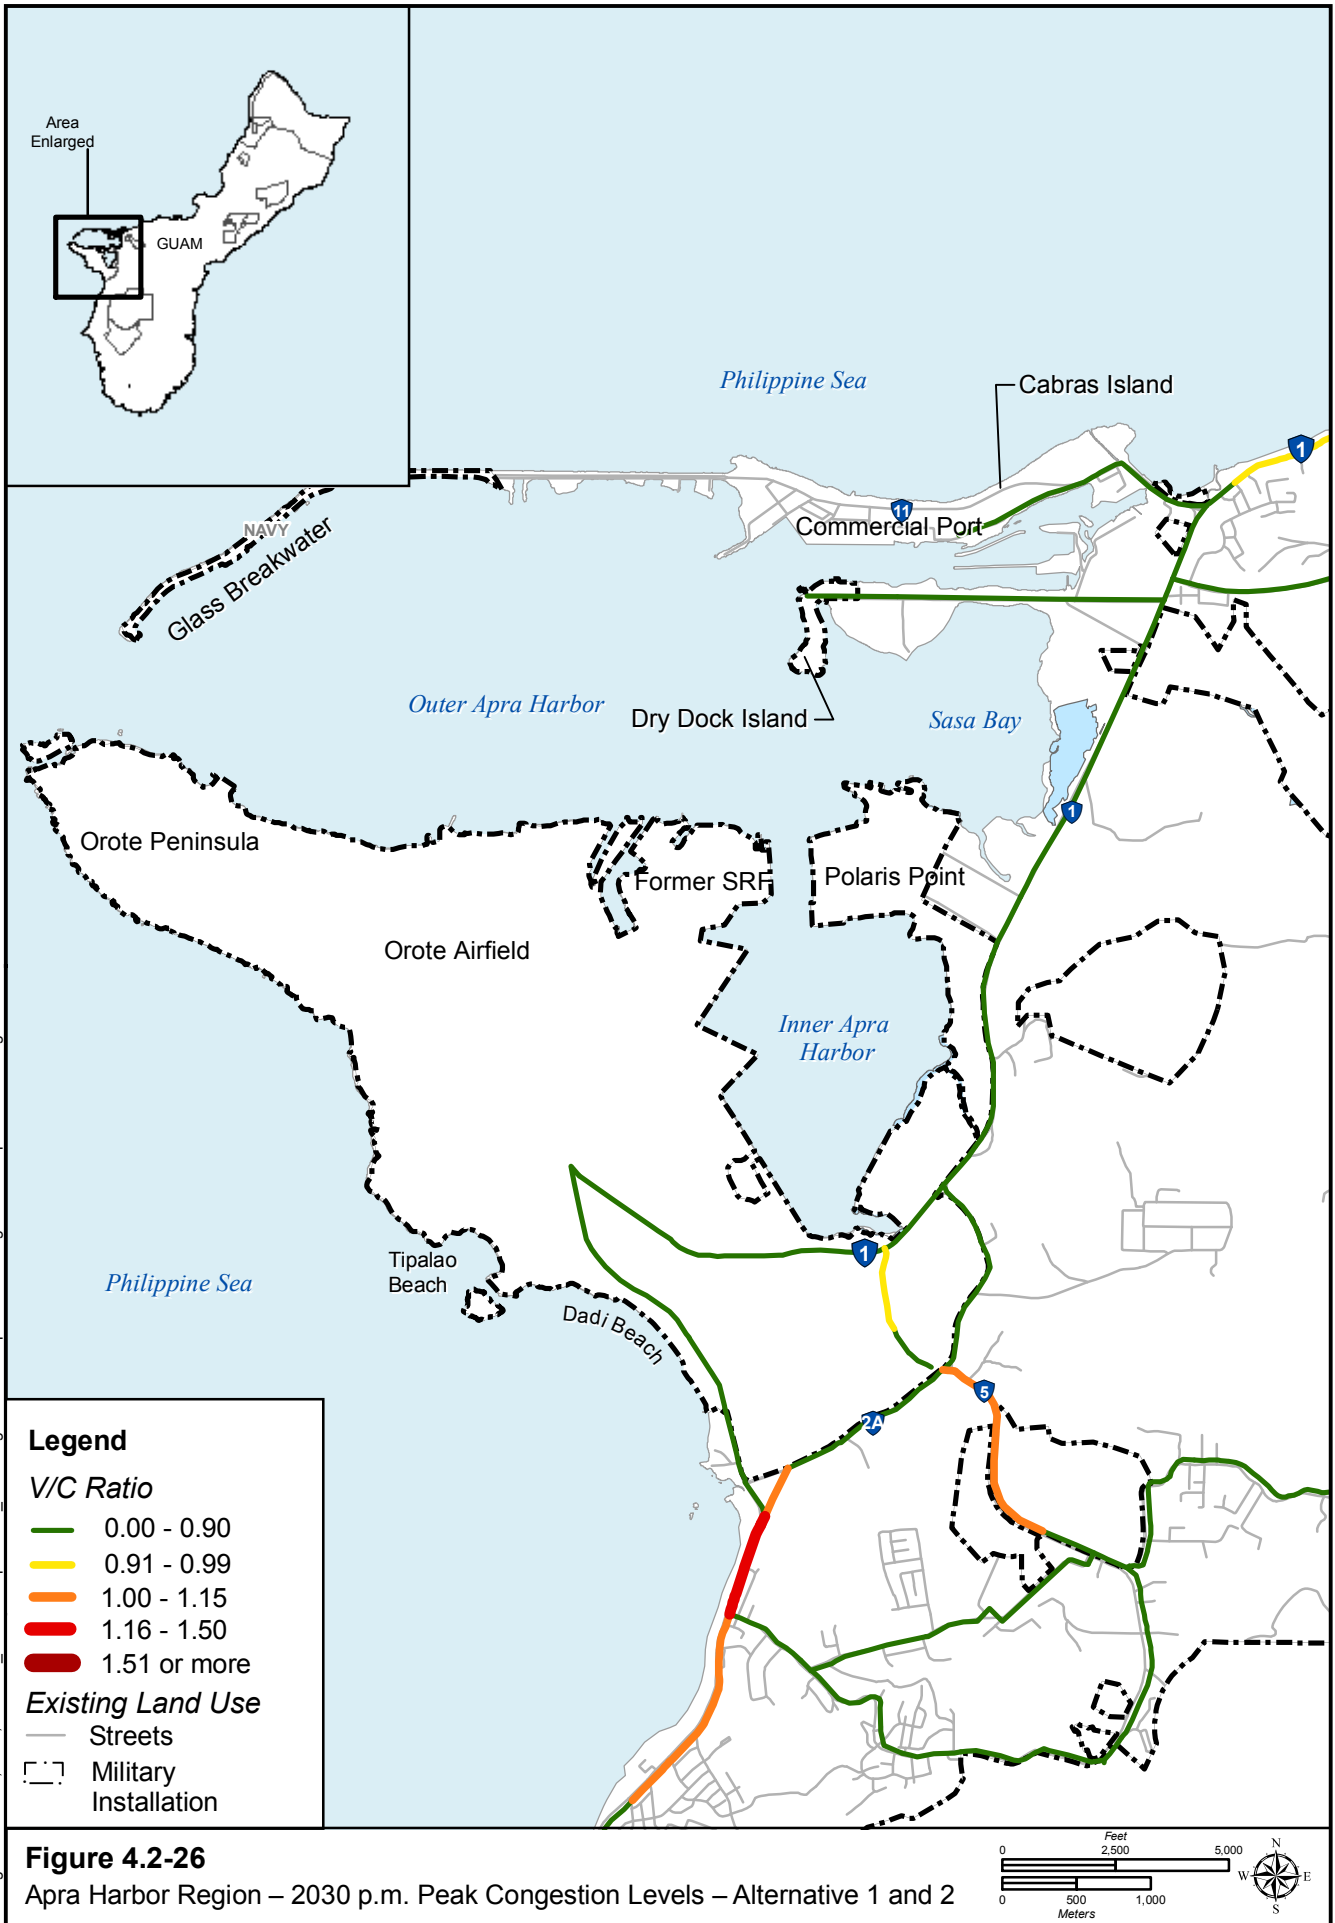 Area
Enlarged
GUAM
Philippine Sea
Cabras Island
1
11
Commercial Port
NAVY
Glass Breakwater
Outer Apra Harbor
Dry Dock Island
Sasa Bay
1
Orote Peninsula
Former SRF
Polaris Point
Orote Airfield
Inner Apra
Harbor
1
Tipalao
Beach
Philippine Sea
Dadi Beach
5
2A
Legend
V/C Ratio
0.00 - 0.90
0.91 - 0.99
1.00 - 1.15
1.16 - 1.50
1.51 or more
Existing Land Use
Streets
Military
Installation
Figure 4.2-26
Apra Harbor Region – 2030 p.m. Peak Congestion Levels – Alternative 1 and 2
Feet
0 2,500 5,000
0 500 1,000
Meters
N
W E
S